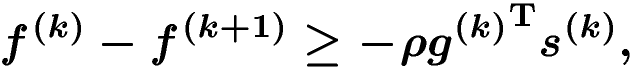 f^{(k)} - f^{(k+1)} ≥ -ρg^{(k)^T} s^{(k)},